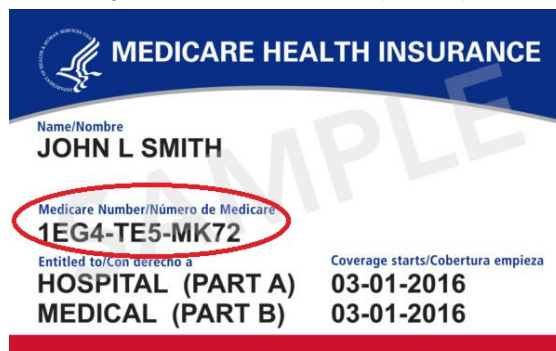 MEDICARE HEALTH INSURANCE
Name/Nombre
JOHN L SMITH
Medicare Number/Número de Medicare
1EG4-TE5-MK72
Entitled to/Con derecho a
HOSPITAL (PART A)
MEDICAL (PART B)
Coverage starts/Cobertura empieza
03-01-2016
03-01-2016
SAMPLE